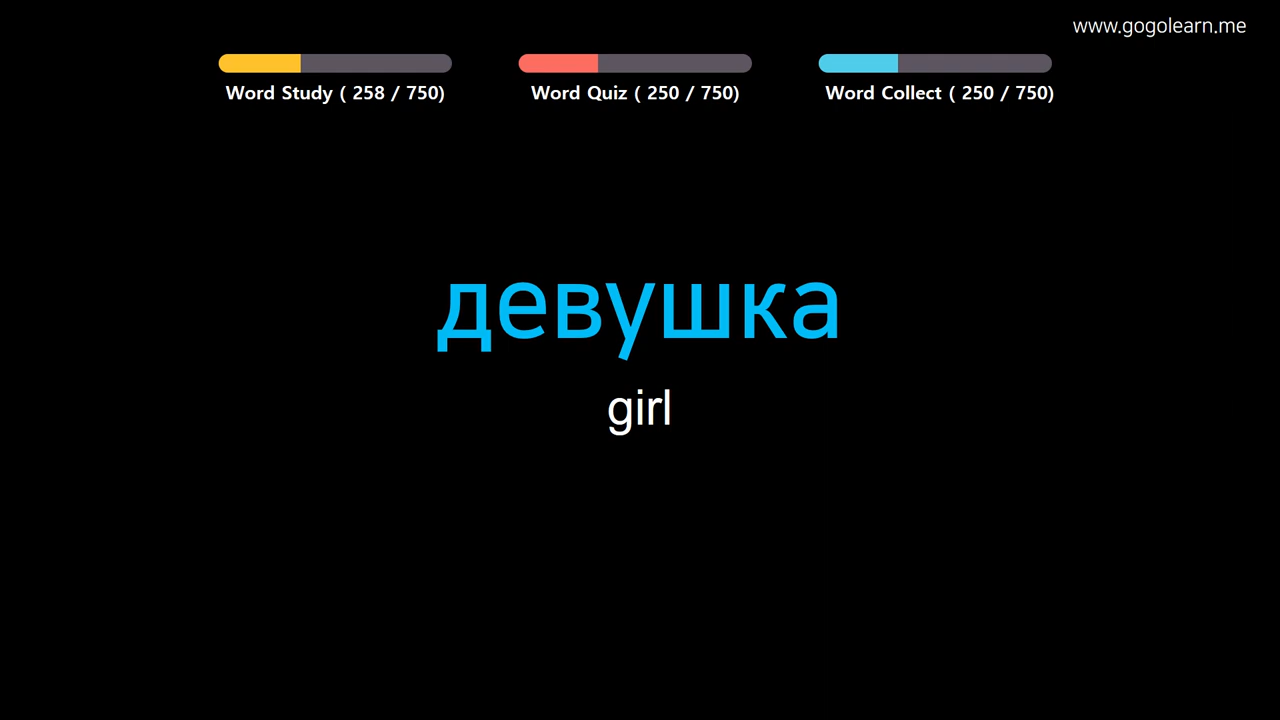 www.gogolearn.me
Word Study ( 258 / 750)
Word Quiz ( 250 / 750)
Word Collect ( 250 / 750)
девушка
girl